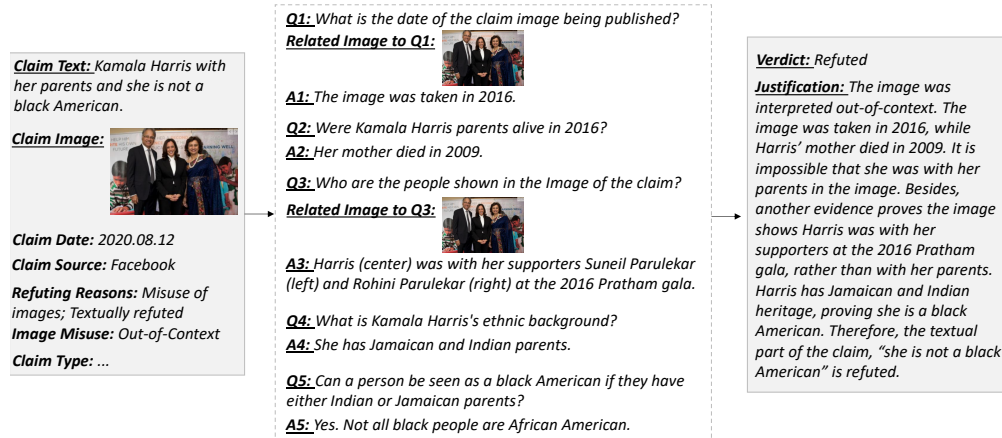 Claim Text: Kamala Harris with
her parents and she is not a
black American.
Claim Image:
Claim Date: 2020.08.12
Claim Source: Facebook
Refuting Reasons: Misuse of
images; Textually refuted
Image Misuse: Out-of-Context
Claim Type: ...
Q1: What is the date of the claim image being published?
Related Image to Q1:
A1: The image was taken in 2016.
Q2: Were Kamala Harris parents alive in 2016?
A2: Her mother died in 2009.
Q3: Who are the people shown in the Image of the claim?
Related Image to Q3:
A3: Harris (center) was with her supporters Suneil Parulekar
(left) and Rohini Parulekar (right) at the 2016 Pratham gala.
Q4: What is Kamala Harris's ethnic background?
A4: She has Jamaican and Indian parents.
Q5: Can a person be seen as a black American if they have
either Indian or Jamaican parents?
A5: Yes. Not all black people are African American.
Verdict: Refuted
Justification: The image was
interpreted out-of-context. The
image was taken in 2016, while
Harris' mother died in 2009. It is
impossible that she was with her
parents in the image. Besides,
another evidence proves the image
shows Harris was with her
supporters at the 2016 Pratham
gala, rather than with her parents.
Harris has Jamaican and Indian
heritage, proving she is a black
American. Therefore, the textual
part of the claim, “she is not a black
American” is refuted.